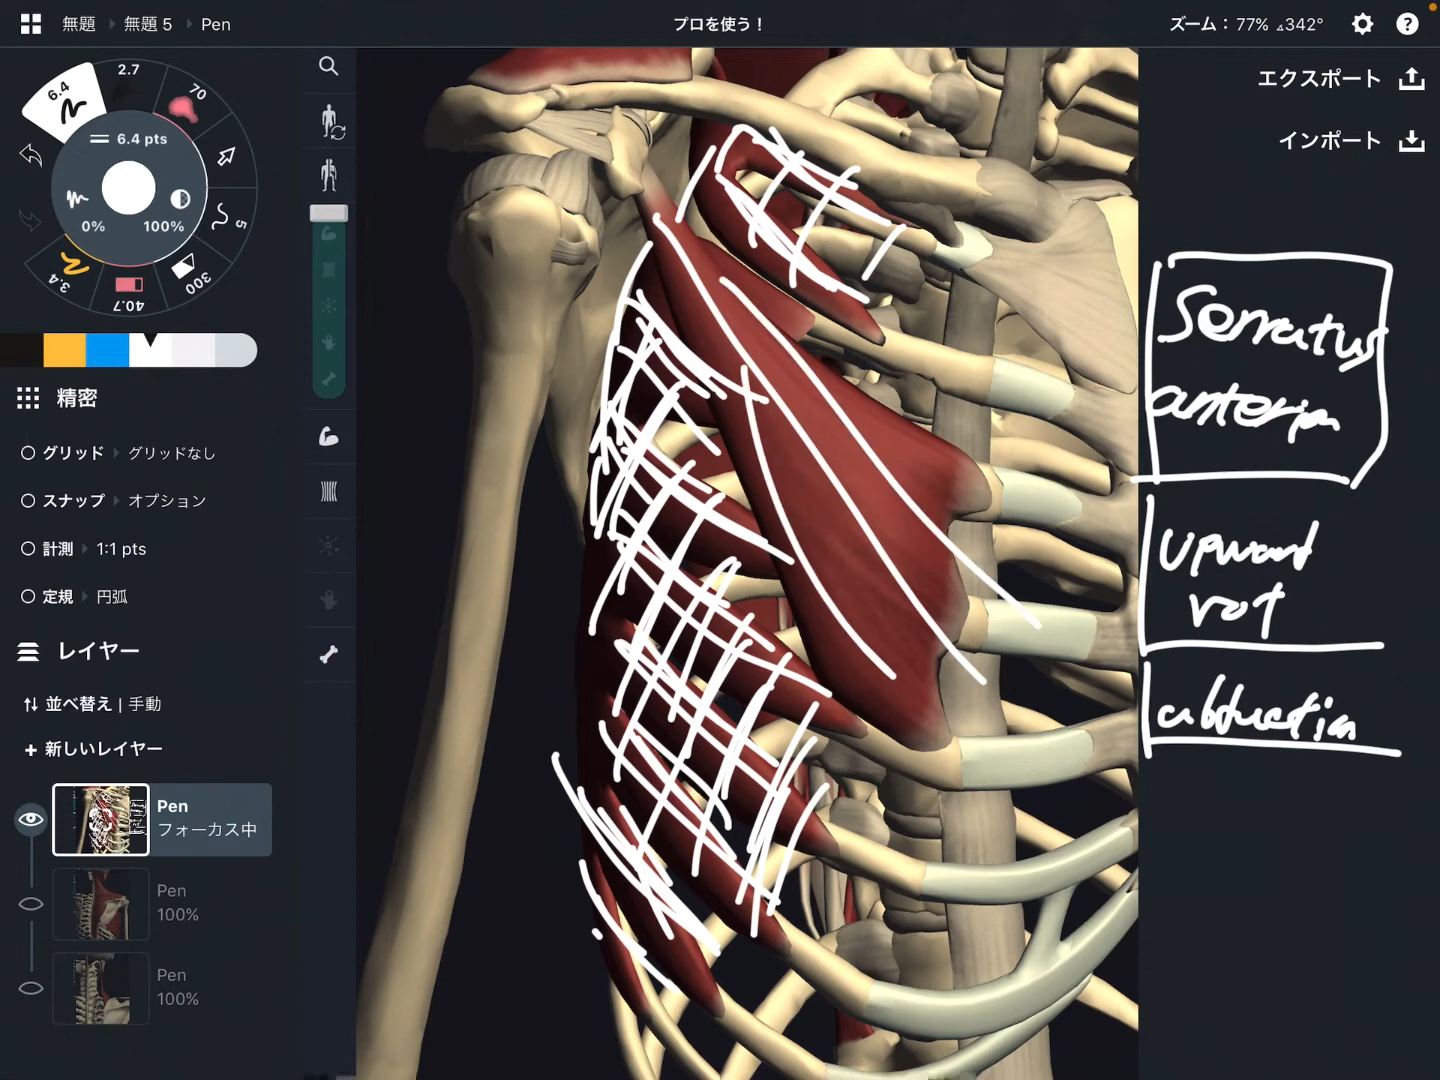 無題 無題 5 Pen
プロを使う！
ズーム： 77% ⦟342°
エクスポート
インポート
6.4
2.7
70
6.4 pts
0%
100%
5
3.4
40.7
300
精密
グリッド グリッドなし
スナップ オプション
計測 1:1 pts
定規 円弧
レイヤー
並べ替え | 手動
+ 新しいレイヤー
Pen
フォーカス中
Pen
100%
Pen
100%
Serratus
anterior
Upward
rot
abduction